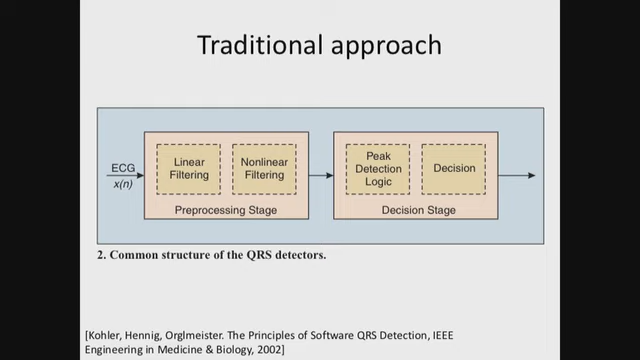 Traditional approach
ECG
x(n)
Linear
Filtering
Nonlinear
Filtering
Preprocessing Stage
Peak
Detection
Logic
Decision
Decision Stage
2. Common structure of the QRS detectors.
[Kohler, Hennig, Orglmeister. The Principles of Software QRS Detection, IEEE
Engineering in Medicine & Biology, 2002]